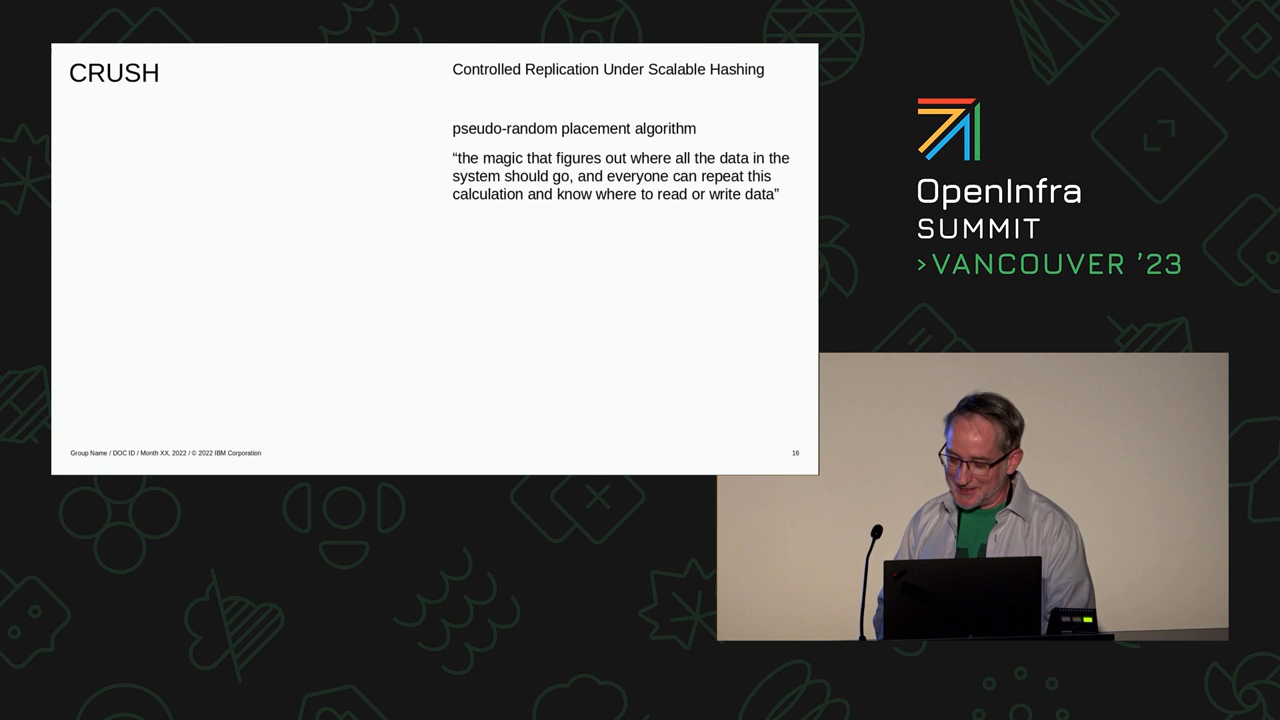 CRUSH
Controlled Replication Under Scalable Hashing
pseudo-random placement algorithm
“the magic that figures out where all the data in the
system should go, and everyone can repeat this
calculation and know where to read or write data”
Group Name / DOC ID / Month XX, 2022 / © 2022 IBM Corporation
16
OpenInfra
SUMMIT
>VANCOUVER ’23